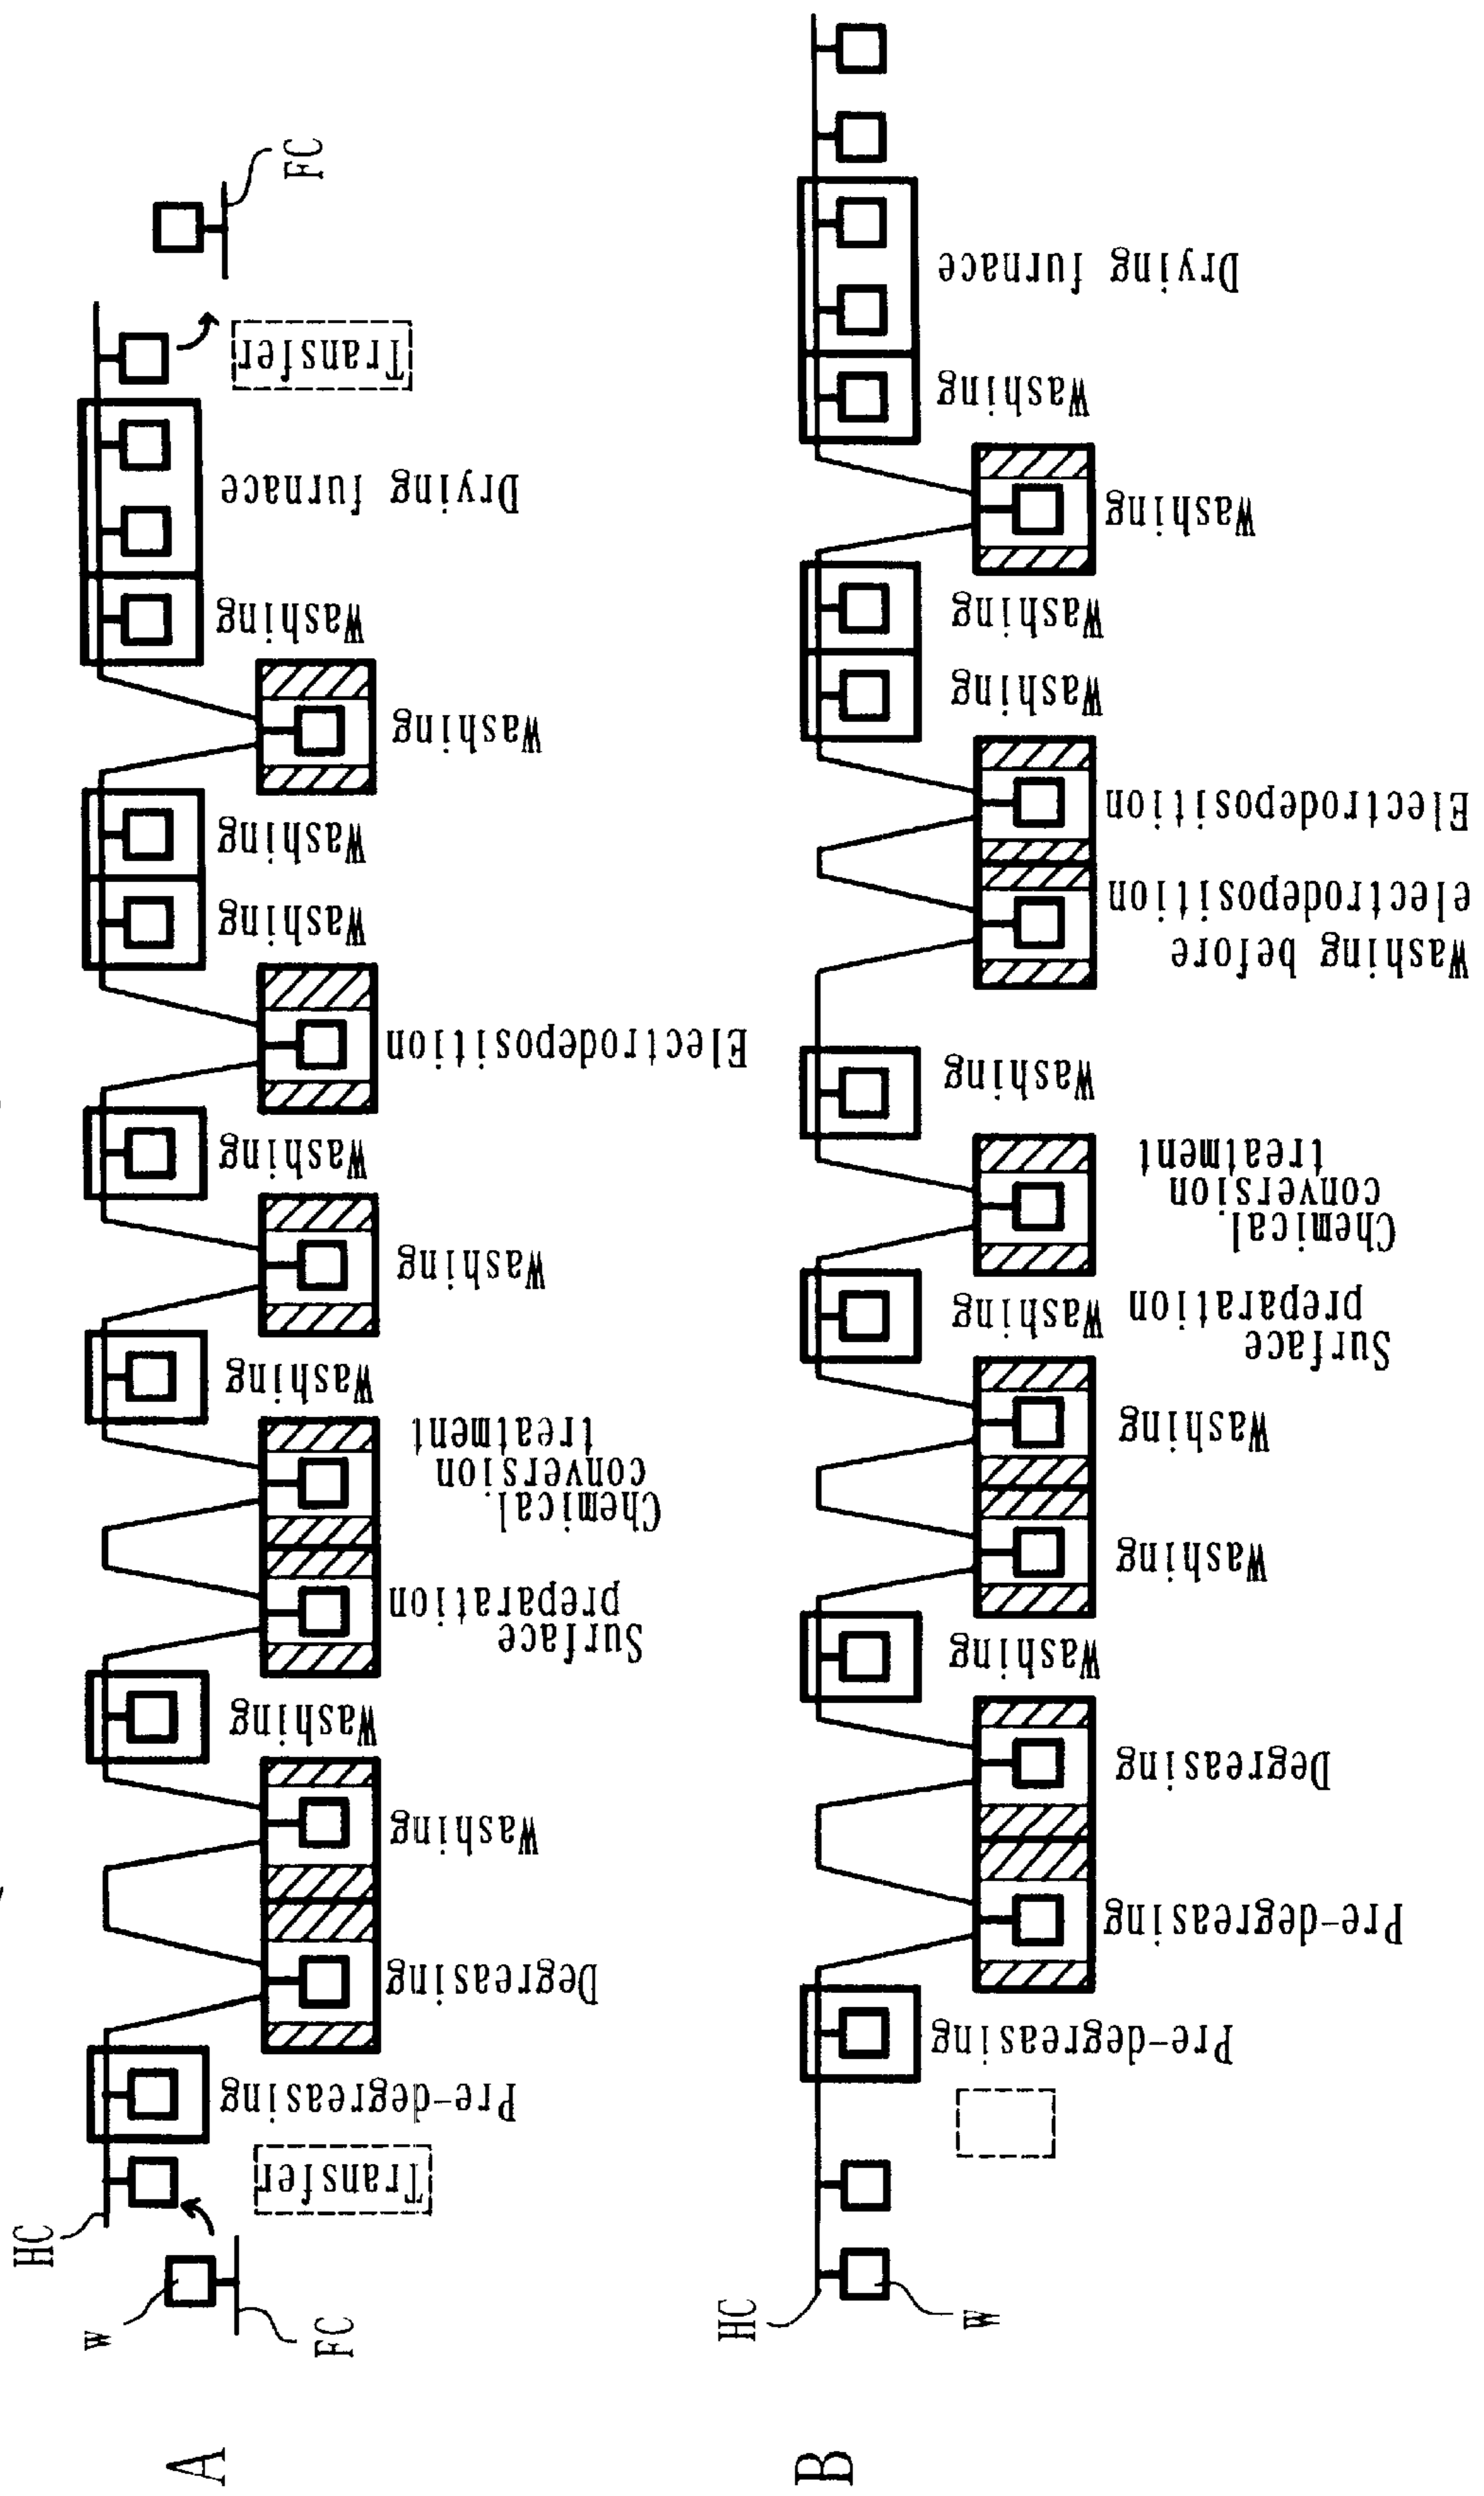 A
W
FC
HC
Transfer
Pre-degreasing
Degreasing
Washing
Washing
Surface
preparation
Chemical
conversion
treatment
Washing
Washing
Washing
Electrodeposition
Washing
Washing
Washing
Washing
Drying furnace
Transfer
FC
B
HC
W
Pre-degreasing
Pre-degreasing
Degreasing
Washing
Washing
Washing
Surface
preparation
Washing
Chemical
conversion
treatment
Washing
Washing before
electrodeposition
Electrodeposition
Washing
Washing
Washing
Washing
Drying furnace